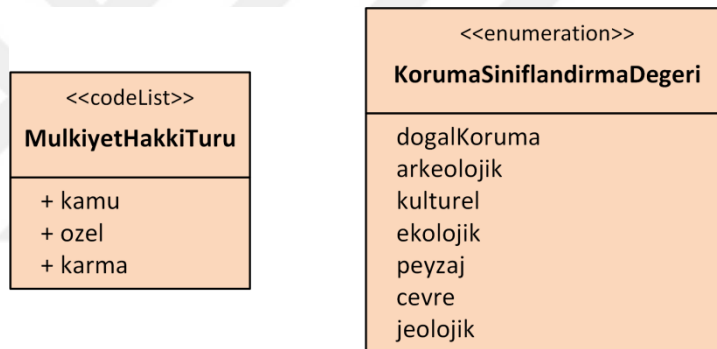 <<codeList>>
MulkiyetHakkiTuru
+ kamu
+ ozel
+ karma
<<enumeration>>
KorumaSiniflandirmaDegeri
dogalKoruma
arkeolojik
kulturel
ekolojik
peyzaj
cevre
jeolojik